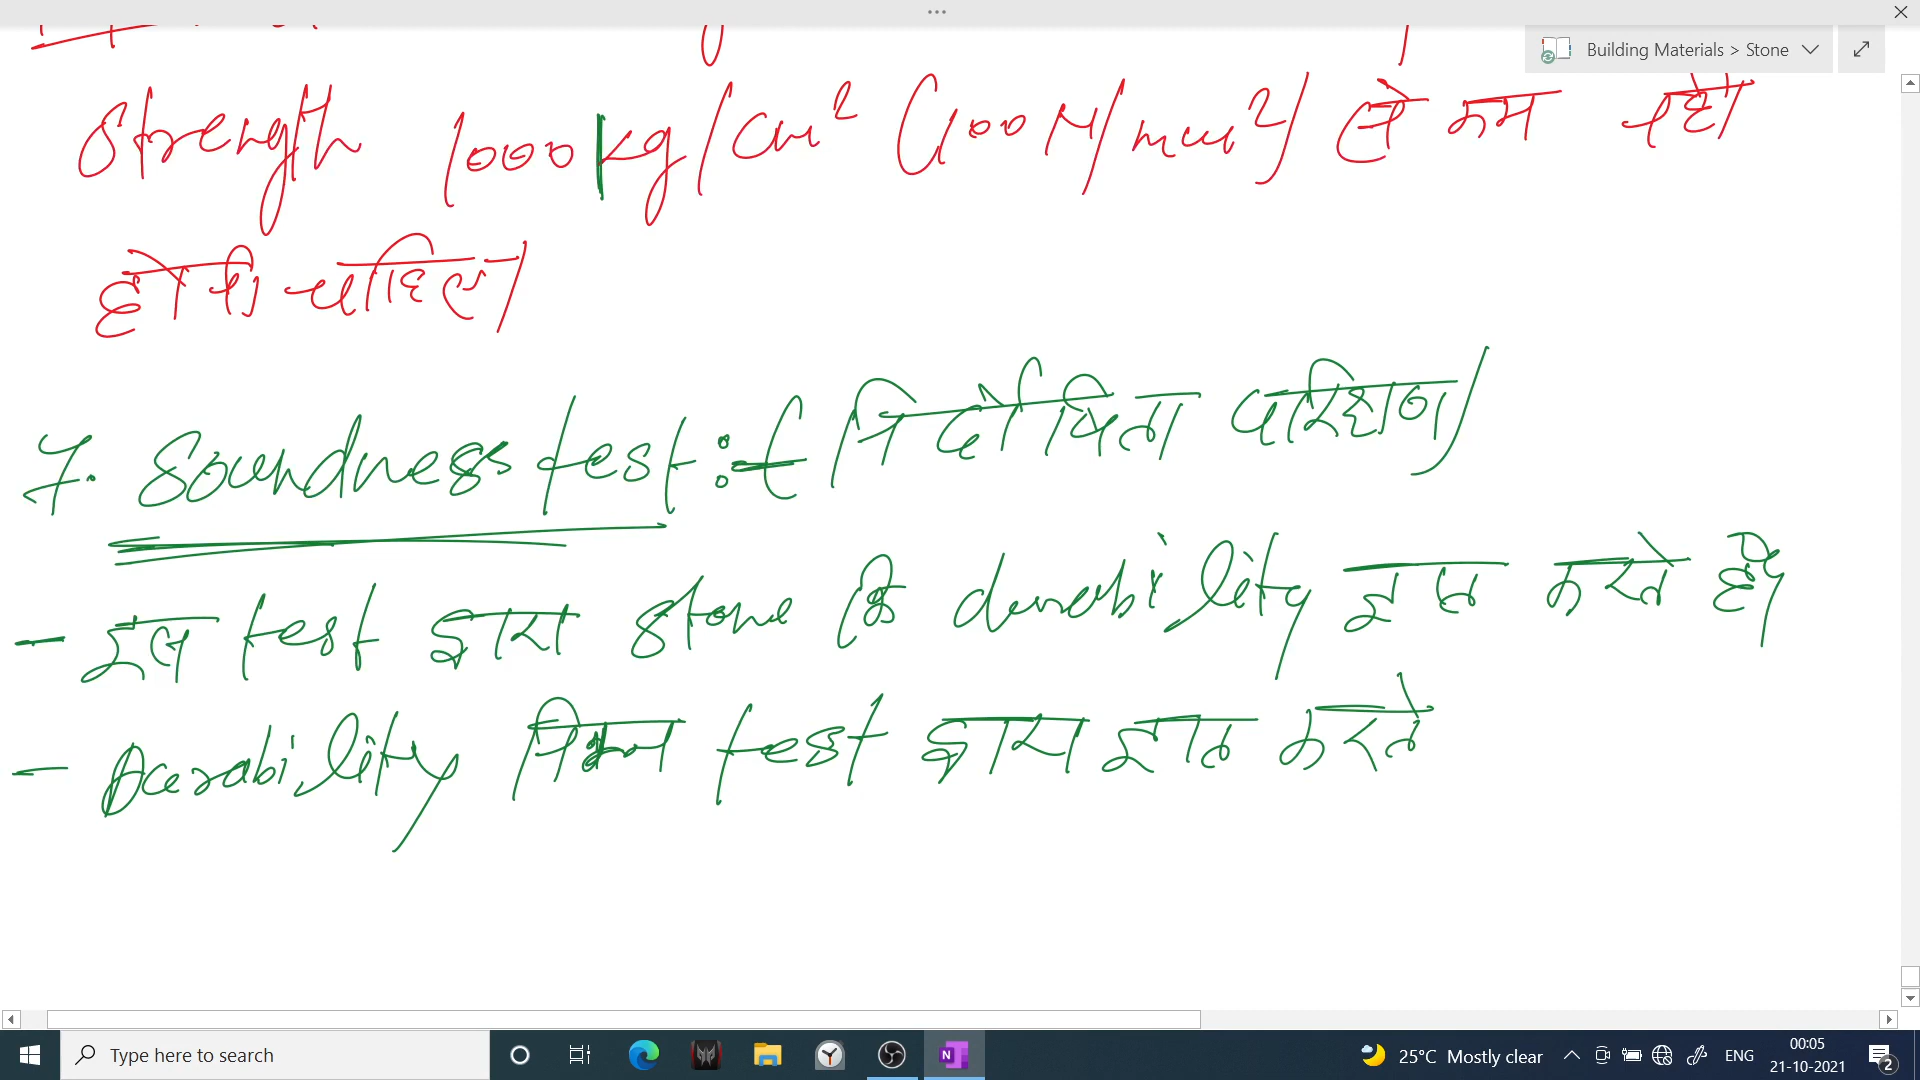 Building Materials > Stone
Strength 1000 kg/cm² (100 N/mm²) से कम नहीं
होनी चाहिए।
7. Soundness test :- (निर्दोषिता परिक्षण)
- इस test द्वारा stone कि durability ज्ञात करते है।
- Durability निम्न test द्वारा ज्ञात करते
Type here to search
25°C Mostly clear
ENG
00:05
21-10-2021
2